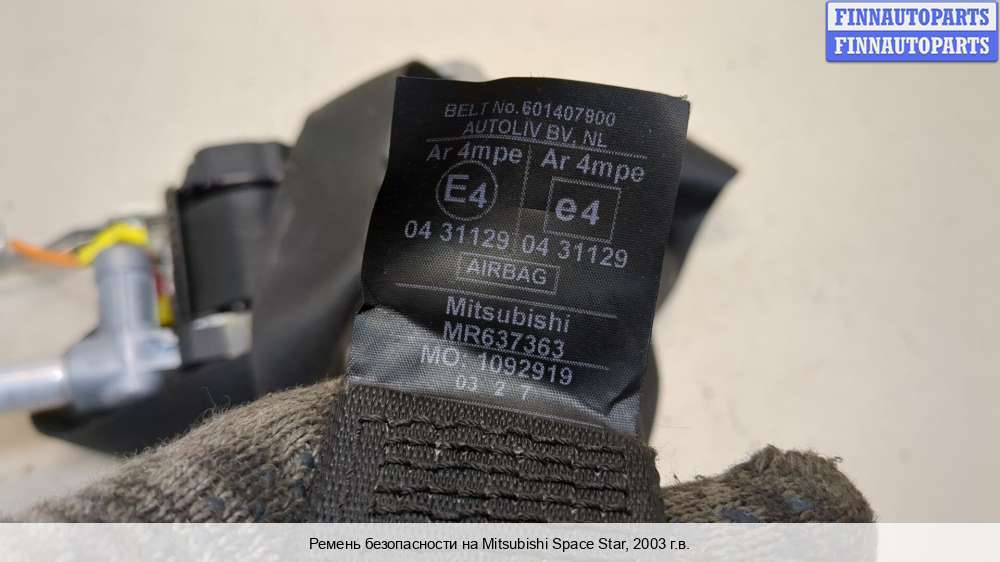 FINNAUTOPARTS
FINNAUTOPARTS
BELT No.601407900
AUTOLIV BV, NL
Ar 4mpe Ar 4mpe
E4 e4
04 31129 04 31129
AIRBAG
Mitsubishi
MR637363
MO. 1092919
03 2 7
Ремень безопасности на Mitsubishi Space Star, 2003 г.в.